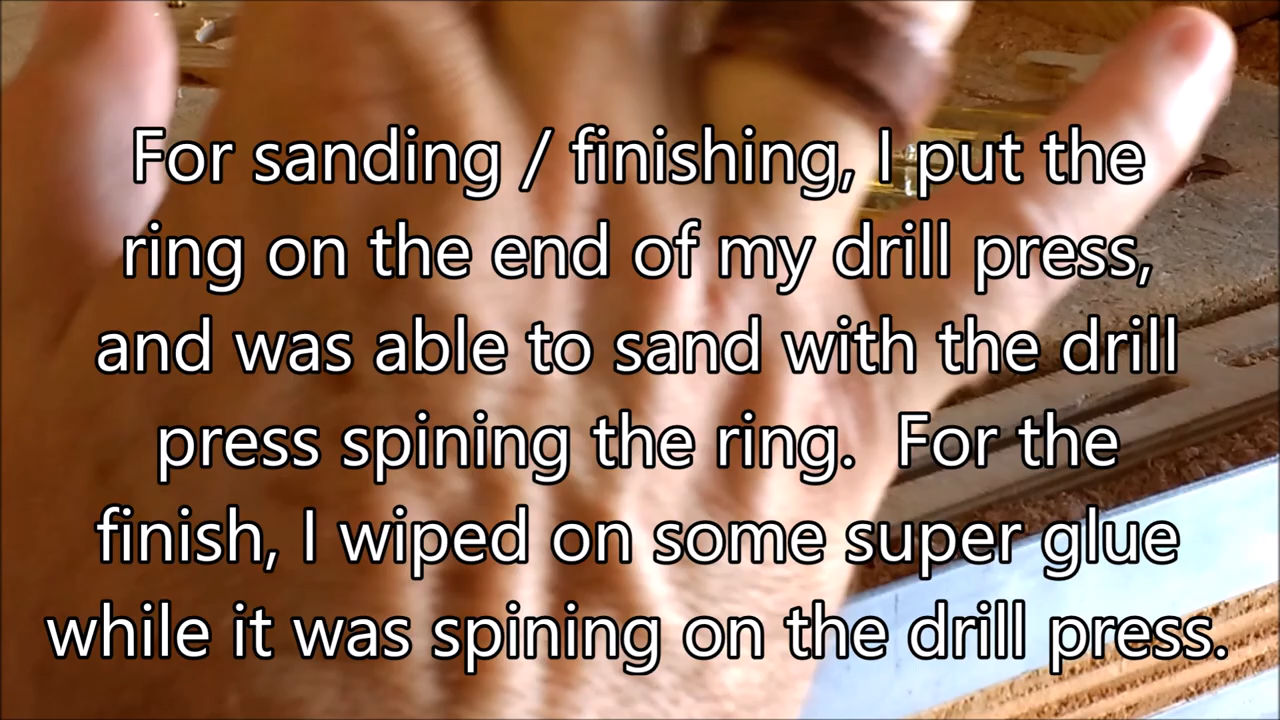 For sanding / finishing, I put the
ring on the end of my drill press,
and was able to sand with the drill
press spining the ring.  For the
finish, I wiped on some super glue
while it was spining on the drill press.